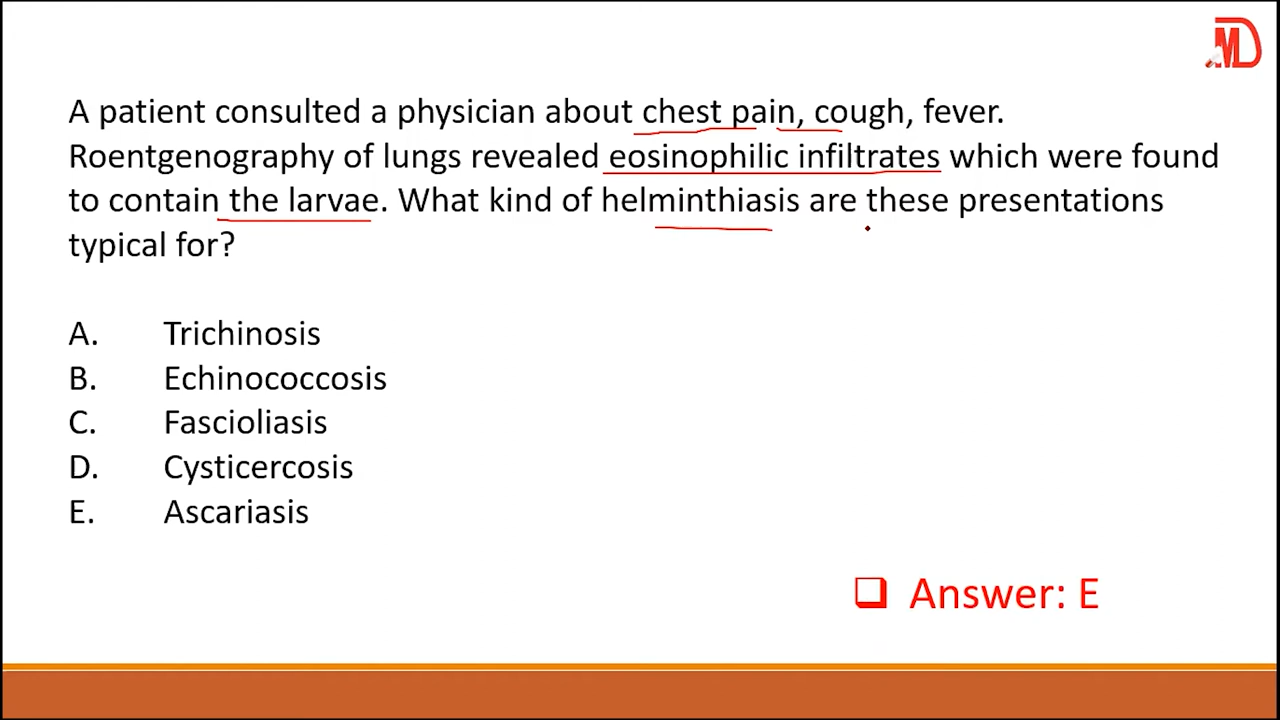 MD
A patient consulted a physician about chest pain, cough, fever.
Roentgenography of lungs revealed eosinophilic infiltrates which were found
to contain the larvae. What kind of helminthiasis are these presentations
typical for?
A. Trichinosis
B. Echinococcosis
C. Fascioliasis
D. Cysticercosis
E. Ascariasis
❑ Answer: E